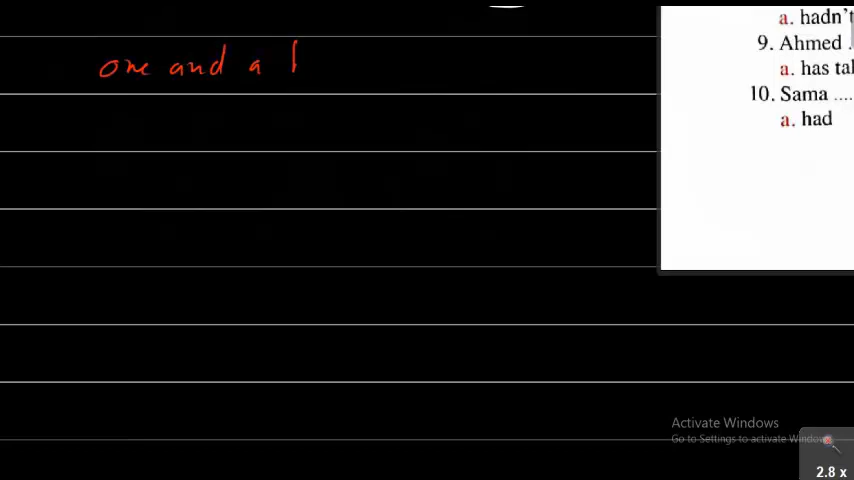 one and a
a. hadn't
9. Ahmed
a. has
10. Sama ....
a. had
Activate Windows
Go to Settings to activate Windows.
2.8 x